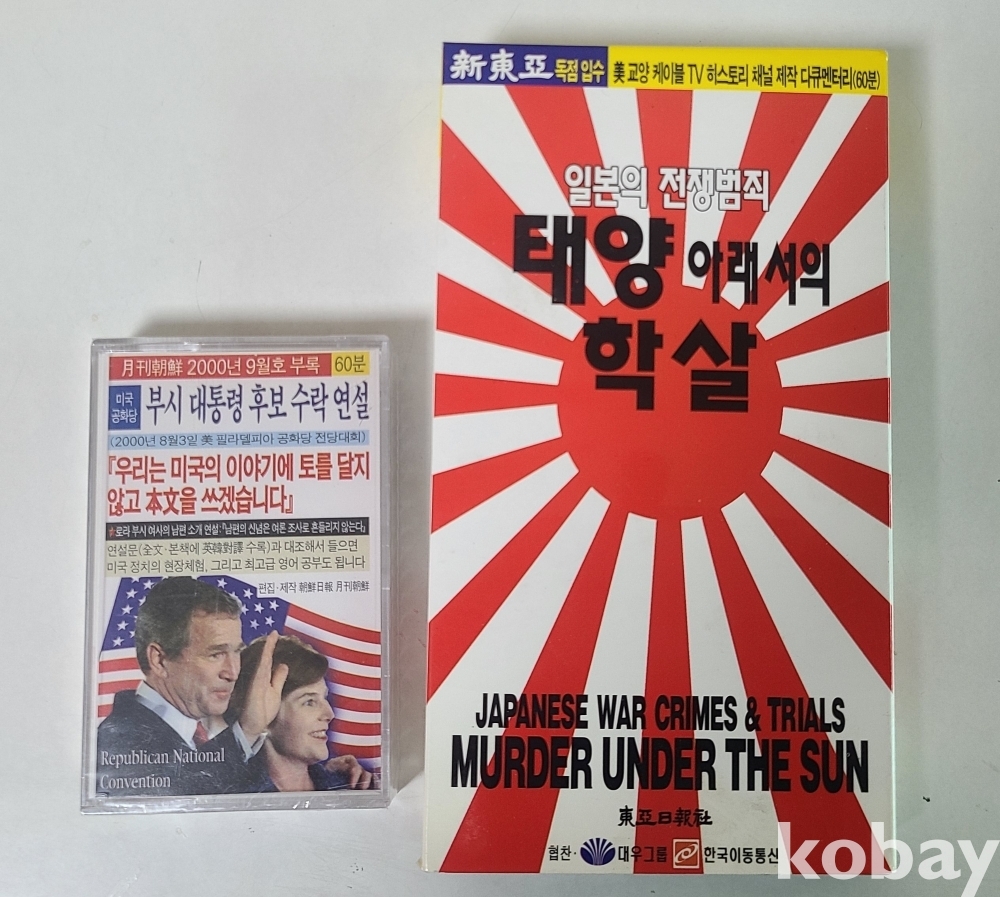 月刊朝鮮 2000년 9월호 부록 60분
미국 공화당 부시 대통령 후보 수락 연설
(2000년 8월3일 美 필라델피아 공화당 전당대회)
『우리는 미국의 이야기에 토를 달지
않고 本文을 쓰겠습니다』
☆로라 부시 여사의 남편 소개 연설:『남편의 신념은 여론 조사로 흔들리지 않는다』
연설문(全文·본책에 英韓對譯 수록)과 대조해서 들으면
미국 정치의 현장체험, 그리고 최고급 영어 공부도 됩니다
편집·제작 朝鮮日報 月刊朝鮮
Republican National
Convention
新東亞 독점 입수 美 교양 케이블 TV 히스토리 채널 제작 다큐멘터리(60분)
일본의 전쟁범죄
태양 아래서의
학살
JAPANESE WAR CRIMES & TRIALS
MURDER UNDER THE SUN
東亞日報社
협찬· 대우그룹 한국이동통신
kobay